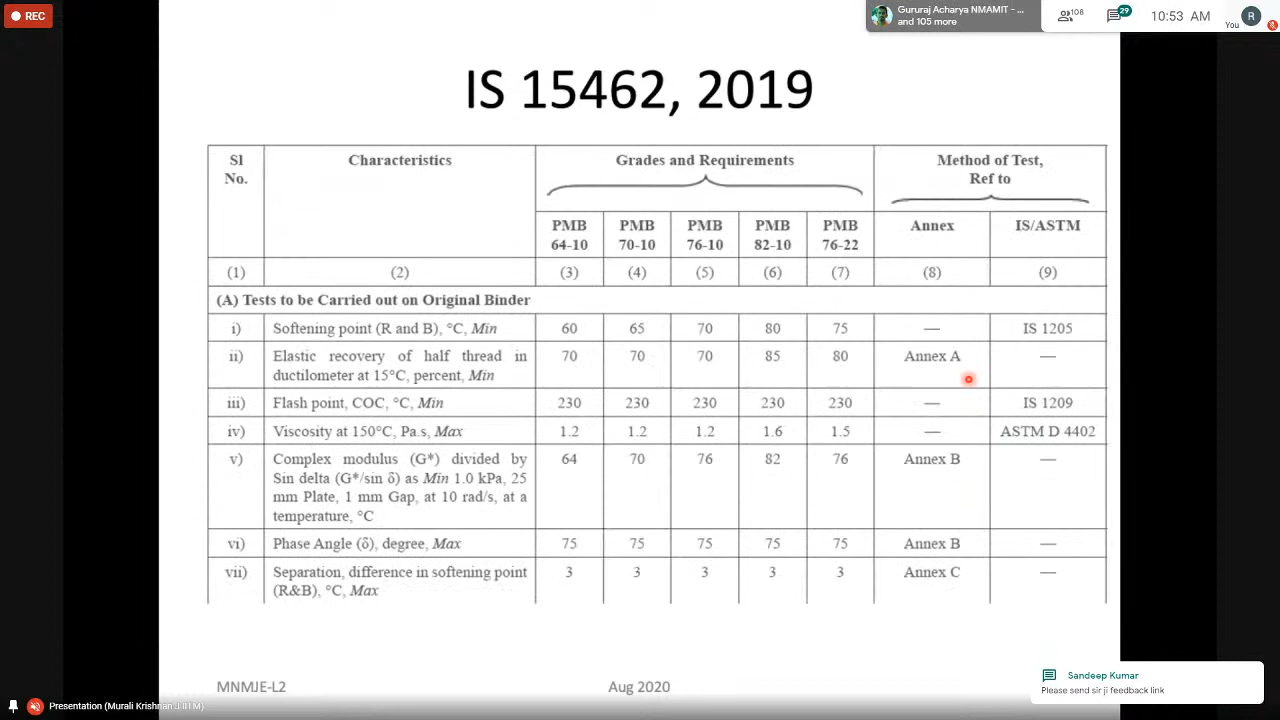 REC
Gururaj Acharya NMAMIT - ...
and 105 more
108
29
10:53 AM
You
R
IS 15462, 2019
Sl No. Characteristics Grades and Requirements Method of Test, Ref to
PMB 64-10 PMB 70-10 PMB 76-10 PMB 82-10 PMB 76-22 Annex IS/ASTM
(1) (2) (3) (4) (5) (6) (7) (8) (9)
(A) Tests to be Carried out on Original Binder
i) Softening point (R and B), °C, Min 60 65 70 80 75 — IS 1205
ii) Elastic recovery of half thread in 70 70 70 85 80 Annex A —
ductilometer at 15°C, percent, Min
iii) Flash point, COC, °C, Min 230 230 230 230 230 — IS 1209
iv) Viscosity at 150°C, Pa.s, Max 1.2 1.2 1.2 1.6 1.5 — ASTM D 4402
v) Complex modulus (G*) divided by 64 70 76 82 76 Annex B —
Sin delta (G*/sin δ) as Min 1.0 kPa, 25
mm Plate, 1 mm Gap, at 10 rad/s, at a
temperature, °C
vi) Phase Angle (δ), degree, Max 75 75 75 75 75 Annex B —
vii) Separation, difference in softening point 3 3 3 3 3 Annex C —
(R&B), °C, Max
MNMJE-L2
Aug 2020
Sandeep Kumar
Please send sir ji feedback link
Presentation (Murali Krishnan J IITM)